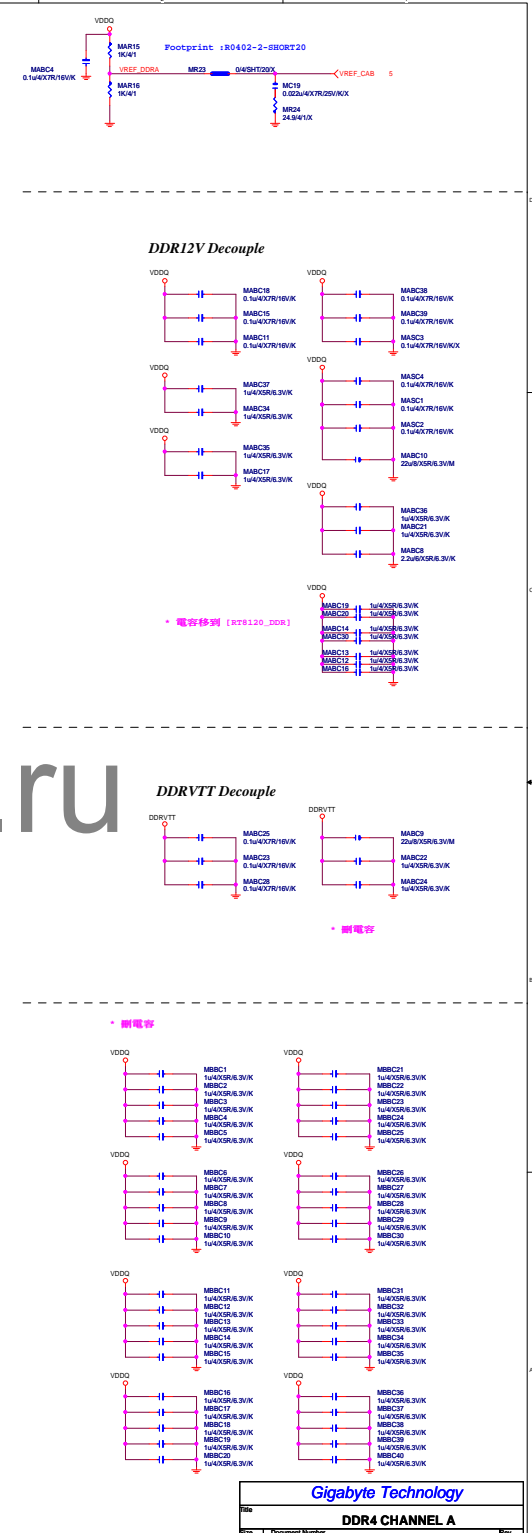 VDDQ
MAR15
1K/4/1
Footprint :R0402-2-SHORT20
MABC4
0.1u/4/X7R/16V/K
VREF_DDRA
MR23
0/4/SHT/20/X
VREF_CAB 5
MAR16
1K/4/1
MC19
0.022u/4/X7R/25V/K/X
MR24
24.9/4/1/X
D
DDR12V Decouple
VDDQ
MABC18
0.1u/4/X7R/16V/K
MABC15
0.1u/4/X7R/16V/K
MABC11
0.1u/4/X7R/16V/K
VDDQ
MABC38
0.1u/4/X7R/16V/K
MABC39
0.1u/4/X7R/16V/K
MASC3
0.1u/4/X7R/16V/K/X
VDDQ
MABC37
1u/4/X5R/6.3V/K
MABC34
1u/4/X5R/6.3V/K
VDDQ
MASC4
0.1u/4/X7R/16V/K
MASC1
0.1u/4/X7R/16V/K
MASC2
0.1u/4/X7R/16V/K
MABC10
22u/8/X5R/6.3V/M
VDDQ
MABC35
1u/4/X5R/6.3V/K
MABC17
1u/4/X5R/6.3V/K
VDDQ
MABC36
1u/4/X5R/6.3V/K
MABC21
1u/4/X5R/6.3V/K
MABC8
2.2u/6/X5R/6.3V/K
C
VDDQ
MABC19 1u/4/X5R/6.3V/K
MABC20 1u/4/X5R/6.3V/K
MABC14 1u/4/X5R/6.3V/K
MABC30 1u/4/X5R/6.3V/K
MABC13 1u/4/X5R/6.3V/K
MABC12 1u/4/X5R/6.3V/K
MABC16 1u/4/X5R/6.3V/K
* 電容移到 [RT8120_DDR]
.ru
DDRVTT Decouple
DDRVTT
MABC25
0.1u/4/X7R/16V/K
MABC23
0.1u/4/X7R/16V/K
MABC28
0.1u/4/X7R/16V/K
DDRVTT
MABC9
22u/8/X5R/6.3V/M
MABC22
1u/4/X5R/6.3V/K
MABC24
1u/4/X5R/6.3V/K
* 刪電容
B
* 刪電容
VDDQ
MBBC1
1u/4/X5R/6.3V/K
MBBC2
1u/4/X5R/6.3V/K
MBBC3
1u/4/X5R/6.3V/K
MBBC4
1u/4/X5R/6.3V/K
MBBC5
1u/4/X5R/6.3V/K
VDDQ
MBBC21
1u/4/X5R/6.3V/K
MBBC22
1u/4/X5R/6.3V/K
MBBC23
1u/4/X5R/6.3V/K
MBBC24
1u/4/X5R/6.3V/K
MBBC25
1u/4/X5R/6.3V/K
VDDQ
MBBC6
1u/4/X5R/6.3V/K
MBBC7
1u/4/X5R/6.3V/K
MBBC8
1u/4/X5R/6.3V/K
MBBC9
1u/4/X5R/6.3V/K
MBBC10
1u/4/X5R/6.3V/K
VDDQ
MBBC26
1u/4/X5R/6.3V/K
MBBC27
1u/4/X5R/6.3V/K
MBBC28
1u/4/X5R/6.3V/K
MBBC29
1u/4/X5R/6.3V/K
MBBC30
1u/4/X5R/6.3V/K
VDDQ
MBBC11
1u/4/X5R/6.3V/K
MBBC12
1u/4/X5R/6.3V/K
MBBC13
1u/4/X5R/6.3V/K
MBBC14
1u/4/X5R/6.3V/K
MBBC15
1u/4/X5R/6.3V/K
VDDQ
MBBC31
1u/4/X5R/6.3V/K
MBBC32
1u/4/X5R/6.3V/K
MBBC33
1u/4/X5R/6.3V/K
MBBC34
1u/4/X5R/6.3V/K
MBBC35
1u/4/X5R/6.3V/K
A
VDDQ
MBBC16
1u/4/X5R/6.3V/K
MBBC17
1u/4/X5R/6.3V/K
MBBC18
1u/4/X5R/6.3V/K
MBBC19
1u/4/X5R/6.3V/K
MBBC20
1u/4/X5R/6.3V/K
VDDQ
MBBC36
1u/4/X5R/6.3V/K
MBBC37
1u/4/X5R/6.3V/K
MBBC38
1u/4/X5R/6.3V/K
MBBC39
1u/4/X5R/6.3V/K
MBBC40
1u/4/X5R/6.3V/K
Gigabyte Technology
Title
DDR4 CHANNEL A
Size Document Number Rev